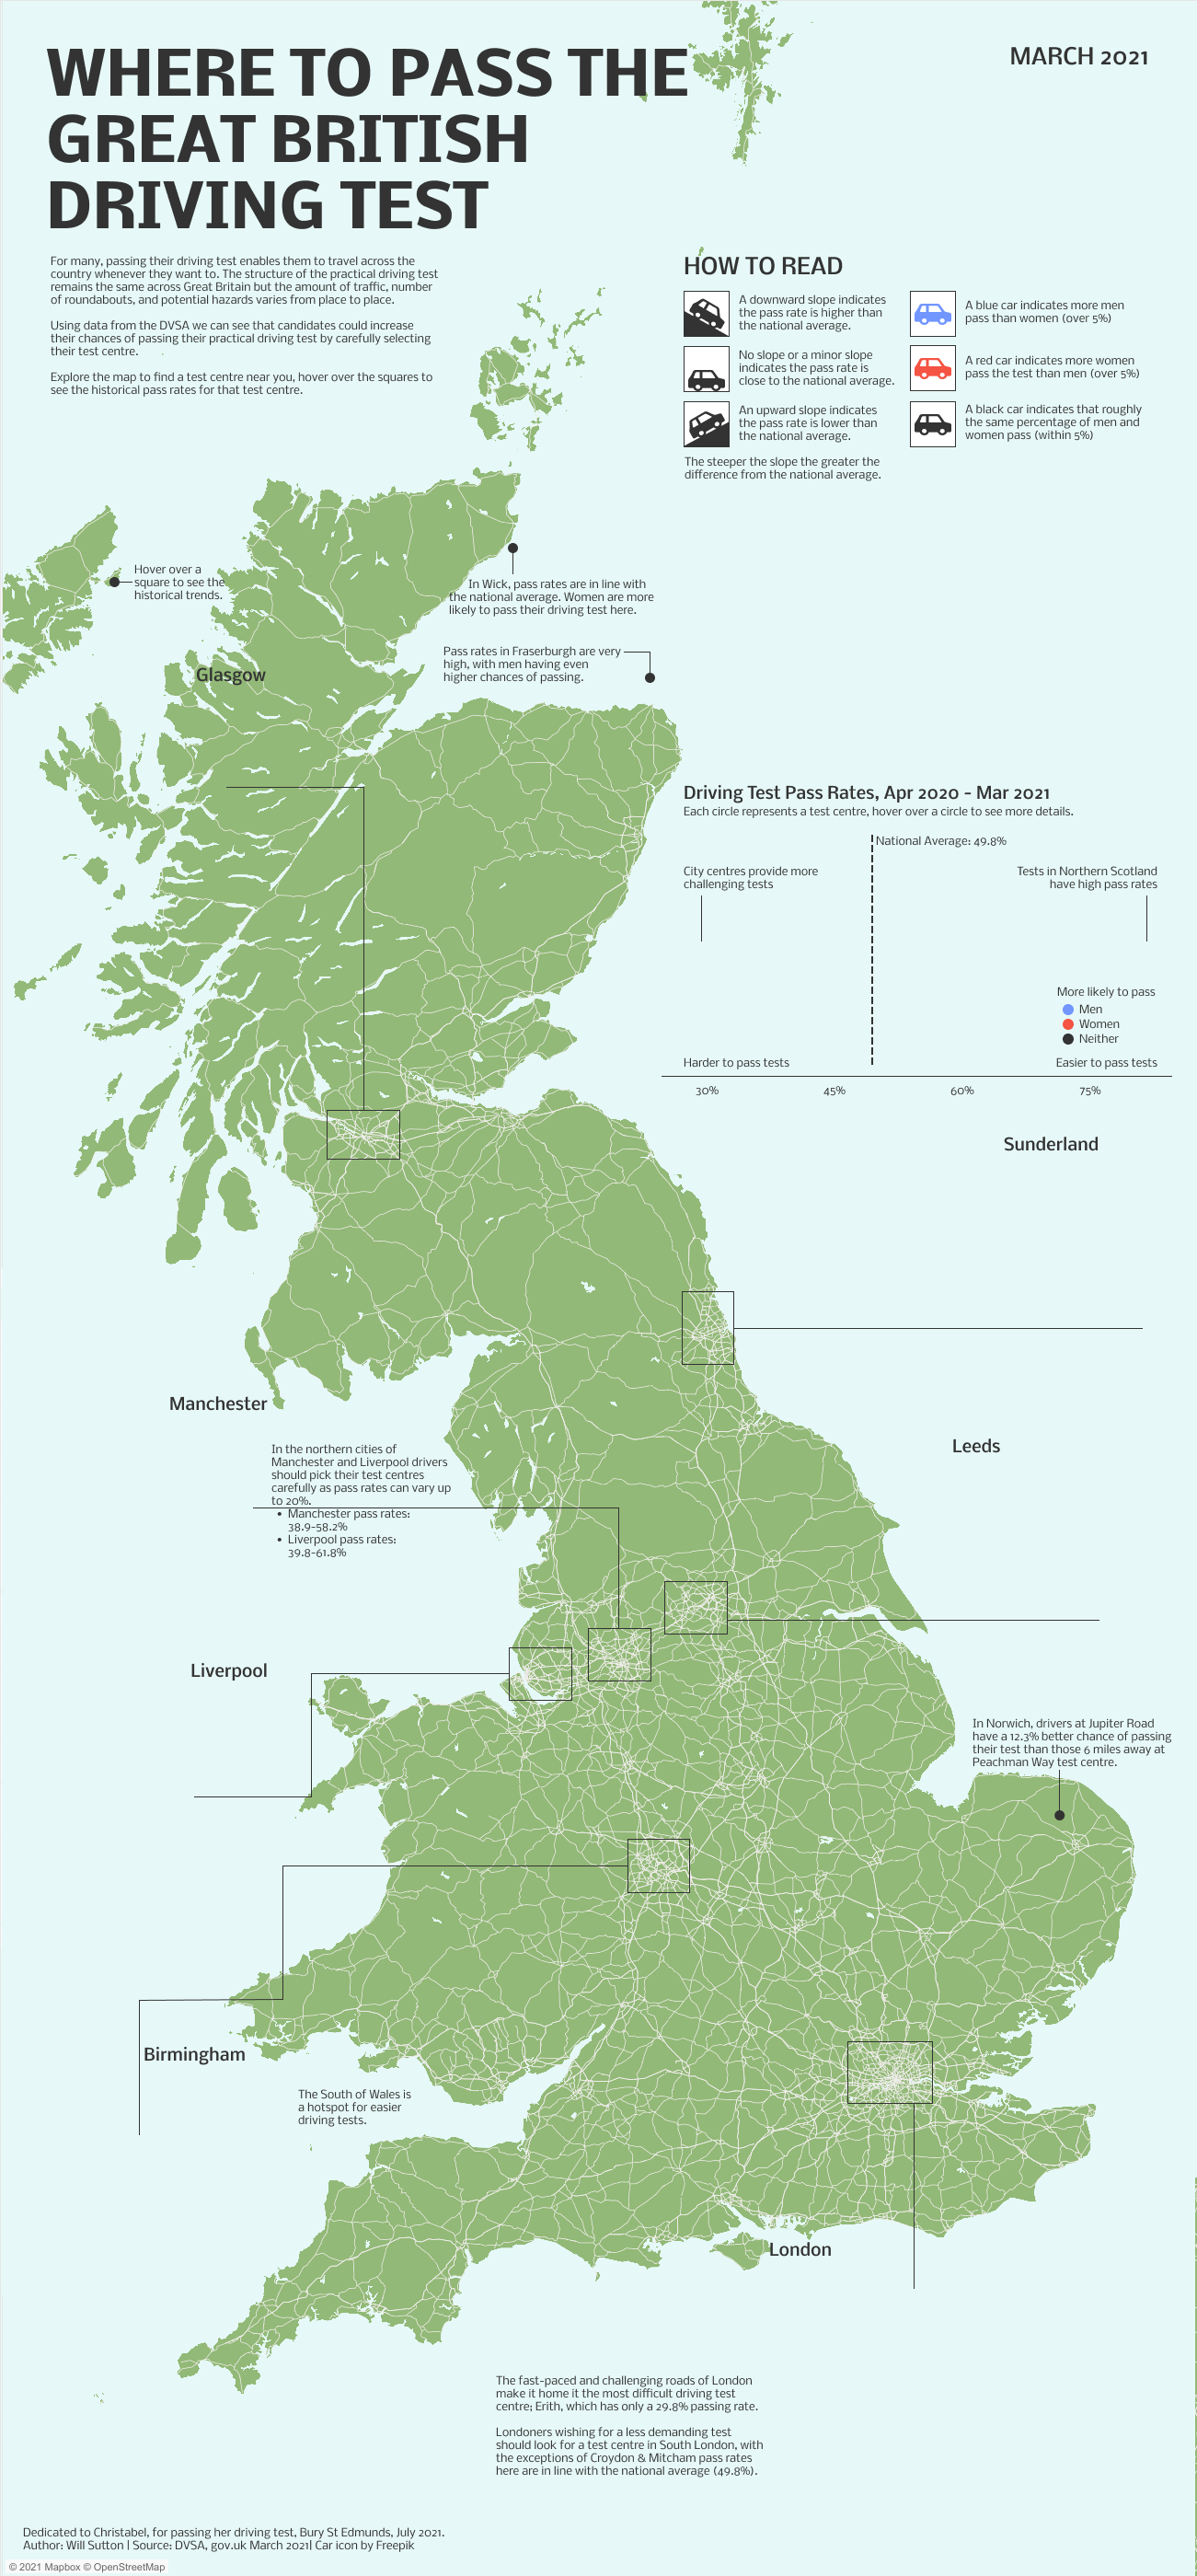 WHERE TO PASS THE
GREAT BRITISH
DRIVING TEST
MARCH 2021
For many, passing their driving test enables them to travel across the
country whenever they want to. The structure of the practical driving test
remains the same across Great Britain but the amount of traffic, number
of roundabouts, and potential hazards varies from place to place.
Using data from the DVSA we can see that candidates could increase
their chances of passing their practical driving test by carefully selecting
their test centre.
Explore the map to find a test centre near you, hover over the squares to
see the historical pass rates for that test centre.
HOW TO READ
A downward slope indicates
the pass rate is higher than
the national average.
No slope or a minor slope
indicates the pass rate is
close to the national average.
An upward slope indicates
the pass rate is lower than
the national average.
The steeper the slope the greater the
difference from the national average.
A blue car indicates more men
pass than women (over 5%)
A red car indicates more women
pass the test than men (over 5%)
A black car indicates that roughly
the same percentage of men and
women pass (within 5%)
Hover over a
square to see the
historical trends.
In Wick, pass rates are in line with
the national average. Women are more
likely to pass their driving test here.
Pass rates in Fraserburgh are very
high, with men having even
higher chances of passing.
Glasgow
Driving Test Pass Rates, Apr 2020 - Mar 2021
Each circle represents a test centre, hover over a circle to see more details.
National Average: 49.8%
City centres provide more
challenging tests
Tests in Northern Scotland
have high pass rates
More likely to pass
Men
Women
Neither
Harder to pass tests
Easier to pass tests
30%
45%
60%
75%
Sunderland
Manchester
In the northern cities of
Manchester and Liverpool drivers
should pick their test centres
carefully as pass rates can vary up
to 20%.
• Manchester pass rates:
38.9-58.2%
• Liverpool pass rates:
39.8-61.8%
Leeds
Liverpool
In Norwich, drivers at Jupiter Road
have a 12.3% better chance of passing
their test than those 6 miles away at
Peachman Way test centre.
Birmingham
The South of Wales is
a hotspot for easier
driving tests.
London
The fast-paced and challenging roads of London
make it home it the most difficult driving test
centre; Erith, which has only a 29.8% passing rate.
Londoners wishing for a less demanding test
should look for a test centre in South London, with
the exceptions of Croydon & Mitcham pass rates
here are in line with the national average (49.8%).
Dedicated to Christabel, for passing her driving test, Bury St Edmunds, July 2021.
Author: Will Sutton | Source: DVSA, gov.uk March 2021| Car icon by Freepik
© 2021 Mapbox © OpenStreetMap